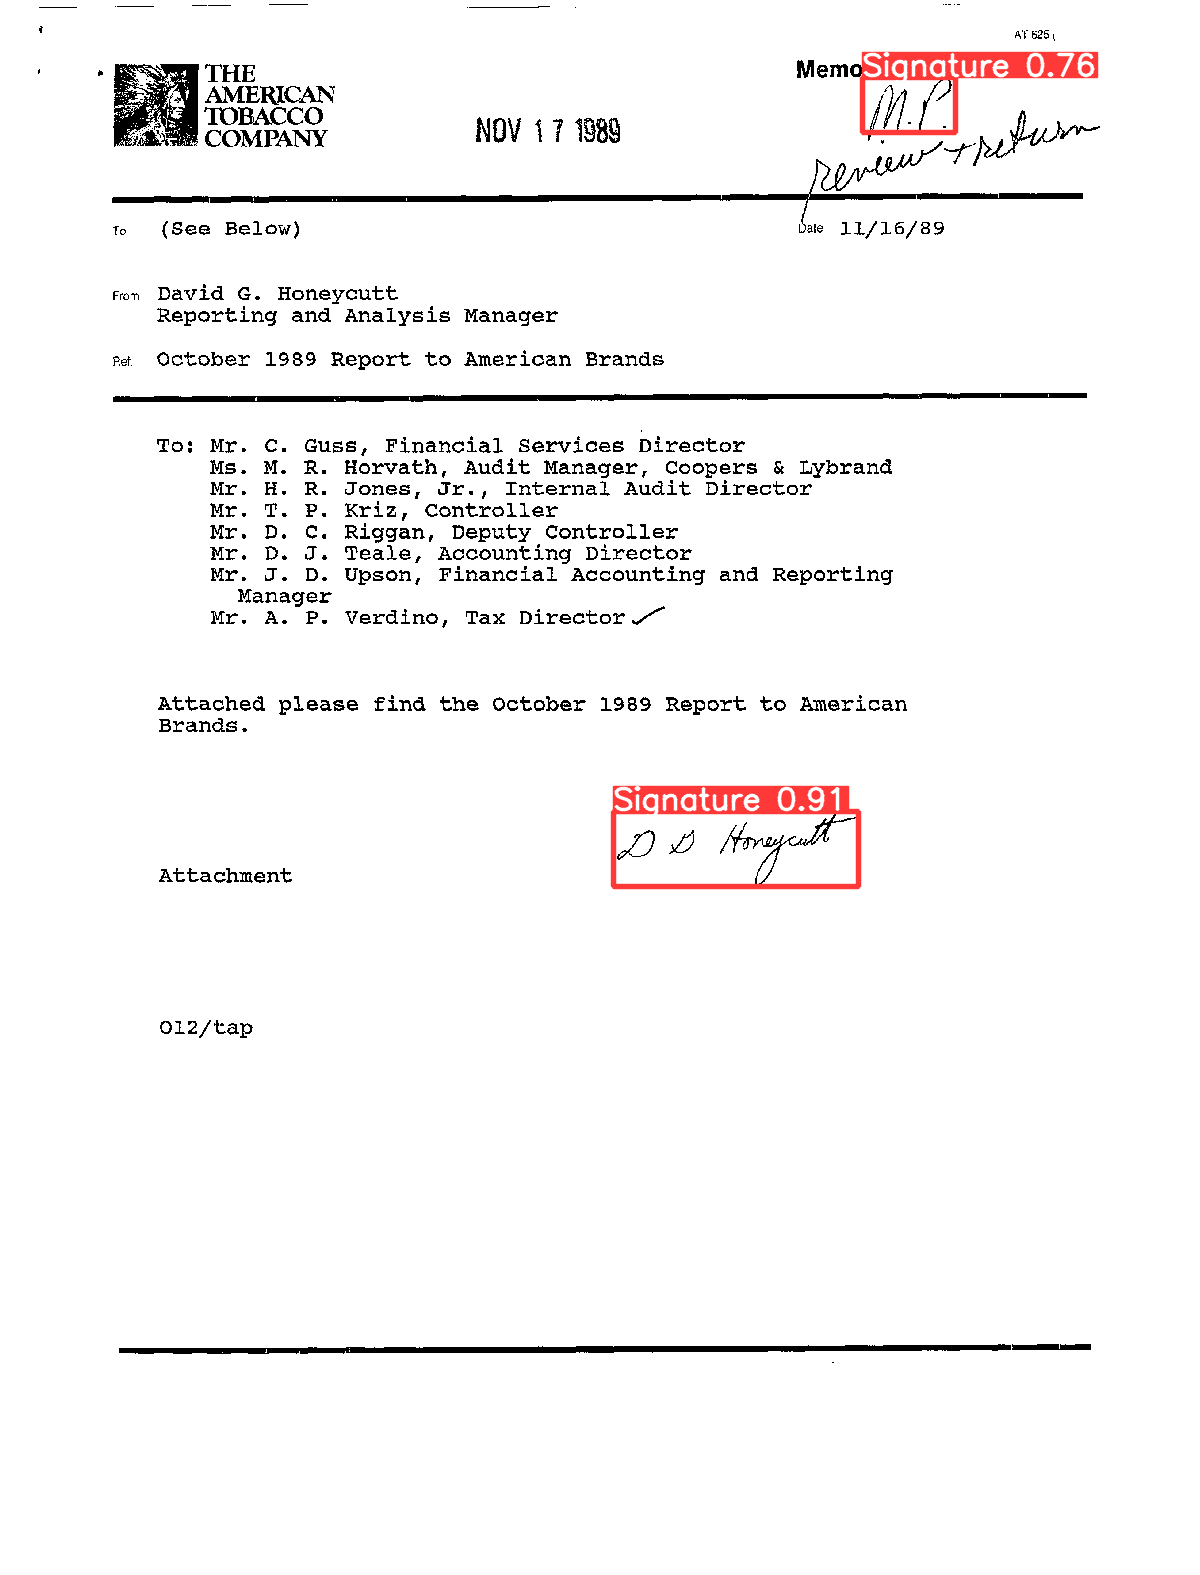 AT 625
THE
AMERICAN
TOBACCO
COMPANY
NOV 17 1989
Memo
Signature 0.76
M.P.
review + return
To (See Below)
Date 11/16/89
From David G. Honeycutt
Reporting and Analysis Manager
Ref. October 1989 Report to American Brands
To: Mr. C. Guss, Financial Services Director
Ms. M. R. Horvath, Audit Manager, Coopers & Lybrand
Mr. H. R. Jones, Jr., Internal Audit Director
Mr. T. P. Kriz, Controller
Mr. D. C. Riggan, Deputy Controller
Mr. D. J. Teale, Accounting Director
Mr. J. D. Upson, Financial Accounting and Reporting
Manager
Mr. A. P. Verdino, Tax Director ✓
Attached please find the October 1989 Report to American
Brands.
Signature 0.91
Honeycutt
Attachment
O12/tap